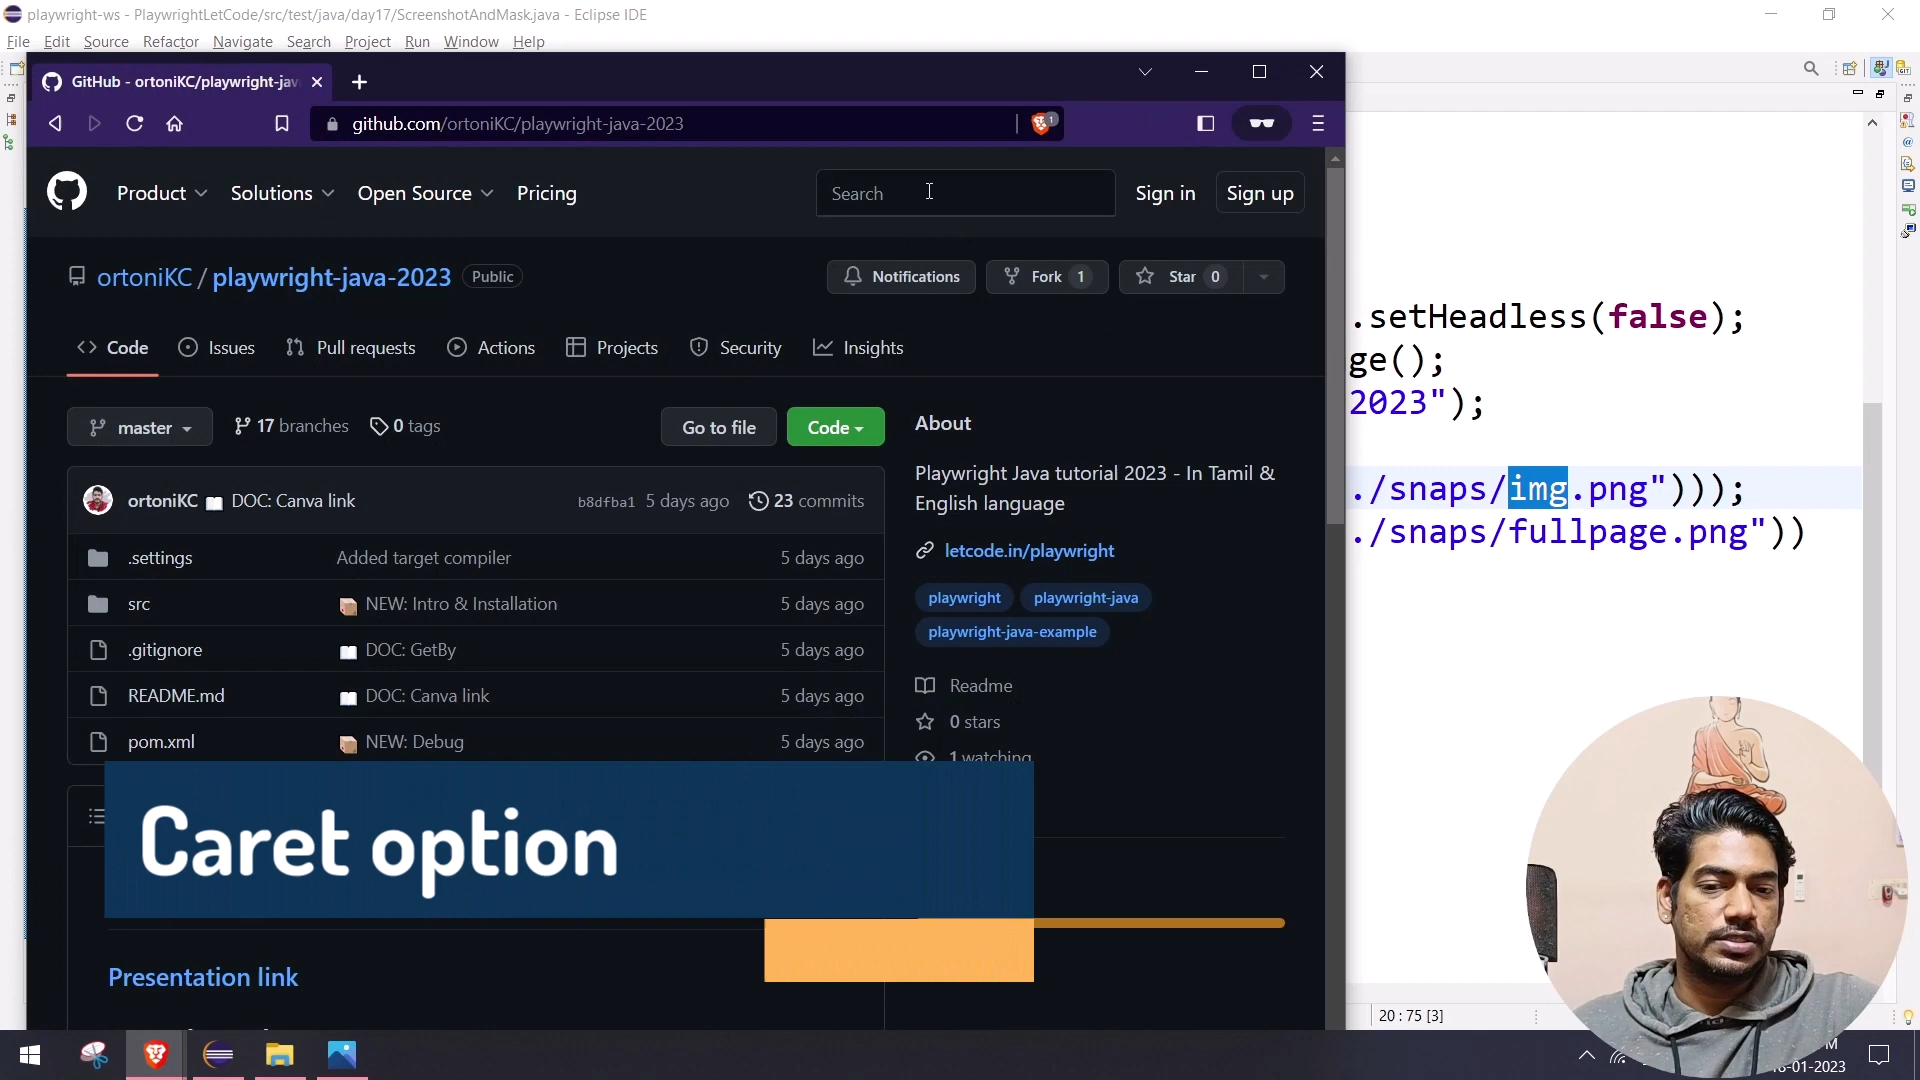 playwright-ws - PlaywrightLetCode/src/test/java/day17/ScreenshotAndMask.java - Eclipse IDE
File Edit Source Refactor Navigate Search Project Run Window Help
GitHub - ortoniKC/playwright-jav
github.com/ortoniKC/playwright-java-2023
1
Product Solutions Open Source Pricing Search Sign in Sign up
ortoniKC / playwright-java-2023 Public
Notifications Fork 1 Star 0
Code Issues Pull requests Actions Projects Security Insights
master 17 branches 0 tags Go to file Code
ortoniKC DOC: Canva link b8dfba1 5 days ago 23 commits
.settings Added target compiler 5 days ago
src NEW: Intro & Installation 5 days ago
.gitignore DOC: GetBy 5 days ago
README.md DOC: Canva link 5 days ago
pom.xml NEW: Debug 5 days ago
About
Playwright Java tutorial 2023 - In Tamil &
English language
letcode.in/playwright
playwright playwright-java
playwright-java-example
Readme
0 stars
1 watching
.setHeadless(false);
ge();
2023");
./snaps/img.png")));
./snaps/fullpage.png"))
Caret option
Presentation link
20 : 75 [3]
M
-01-2023